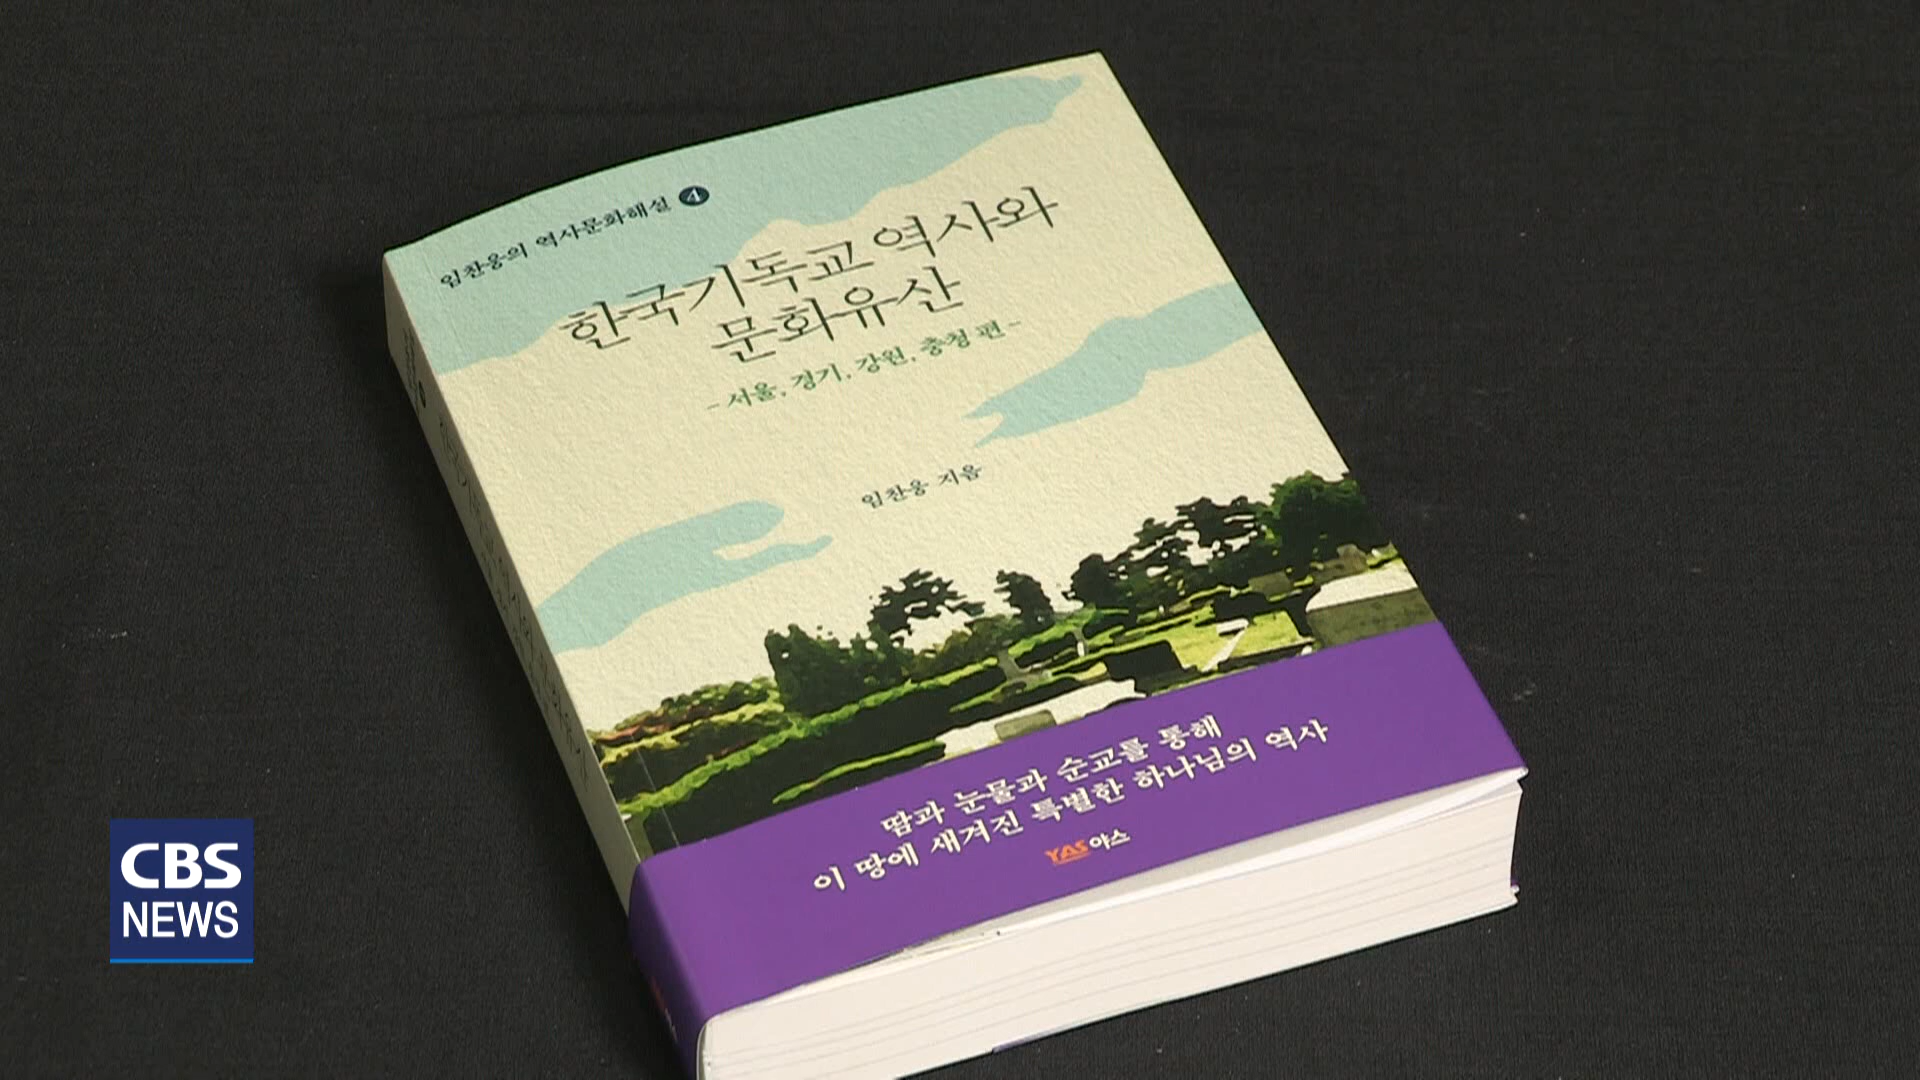 임찬웅의 역사문화해설 4
한국기독교 역사와
문화유산
- 서울, 경기, 강원, 충청 편 -
임찬웅 지음
땀과 눈물과 순교를 통해
이 땅에 새겨진 특별한 하나님의 역사
YAS 야스
CBS
NEWS